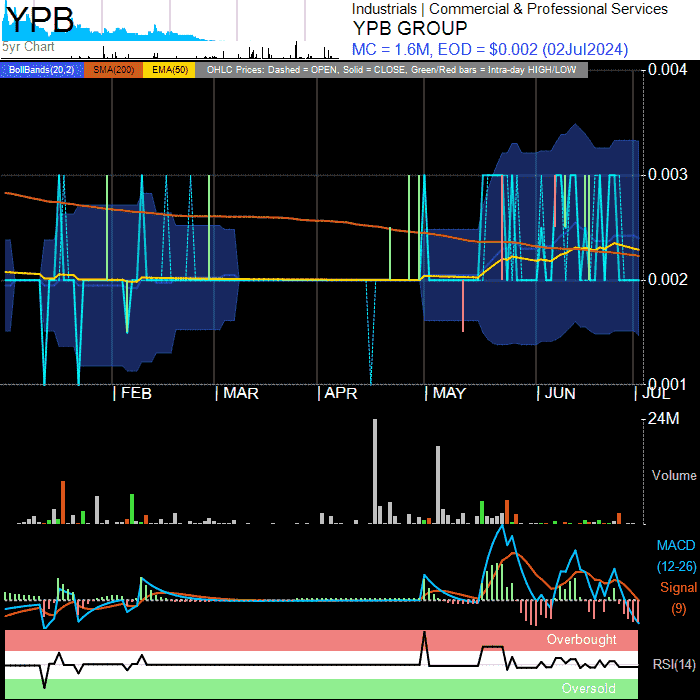 YPB
5yr Chart
Industrials | Commercial & Professional Services
YPB GROUP
MC = 1.6M, EOD = $0.002 (02Jul2024)
BollBands(20,2) SMA(200) EMA(50) OHLC Prices: Dashed = OPEN, Solid = CLOSE, Green/Red bars = Intra-day HIGH/LOW
0.004
0.003
0.002
0.001
FEB MAR APR MAY JUN JUL
24M
Volume
MACD
(12-26)
Signal
(9)
Overbought
RSI(14)
Oversold